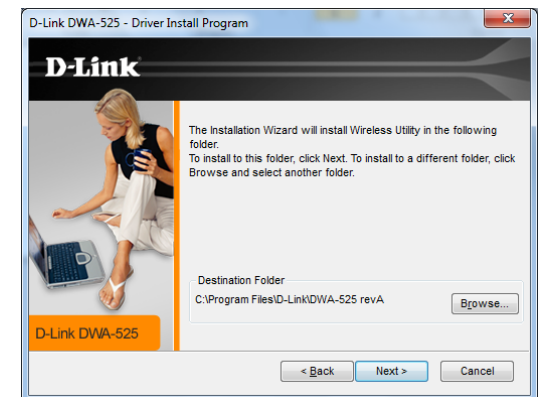 D-Link DWA-525 - Driver Install Program
D-Link
The Installation Wizard will install Wireless Utility in the following
folder.
To install to this folder, click Next. To install to a different folder, click
Browse and select another folder.
Destination Folder
C:\Program Files\D-Link\DWA-525 revA
Browse...
D-Link DWA-525
< Back
Next >
Cancel